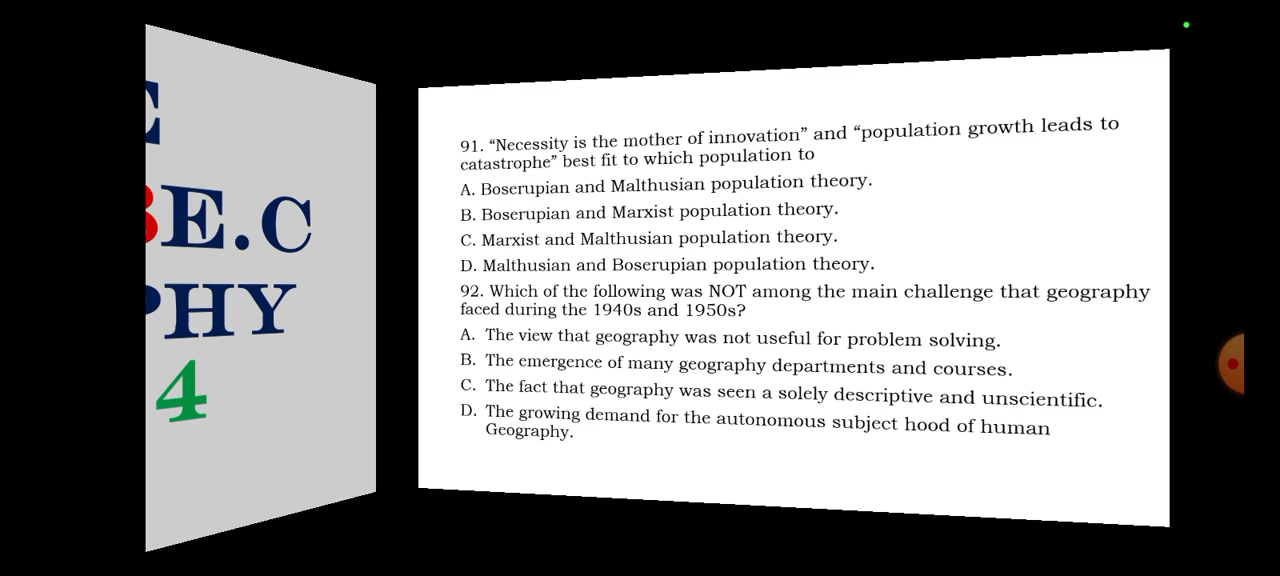 E
BE.C
PHY
4
91. “Necessity is the mother of innovation” and “population growth leads to
catastrophe” best fit to which population to
A. Boserupian and Malthusian population theory.
B. Boserupian and Marxist population theory.
C. Marxist and Malthusian population theory.
D. Malthusian and Boserupian population theory.
92. Which of the following was NOT among the main challenge that geography
faced during the 1940s and 1950s?
A. The view that geography was not useful for problem solving.
B. The emergence of many geography departments and courses.
C. The fact that geography was seen a solely descriptive and unscientific.
D. The growing demand for the autonomous subject hood of human
Geography.